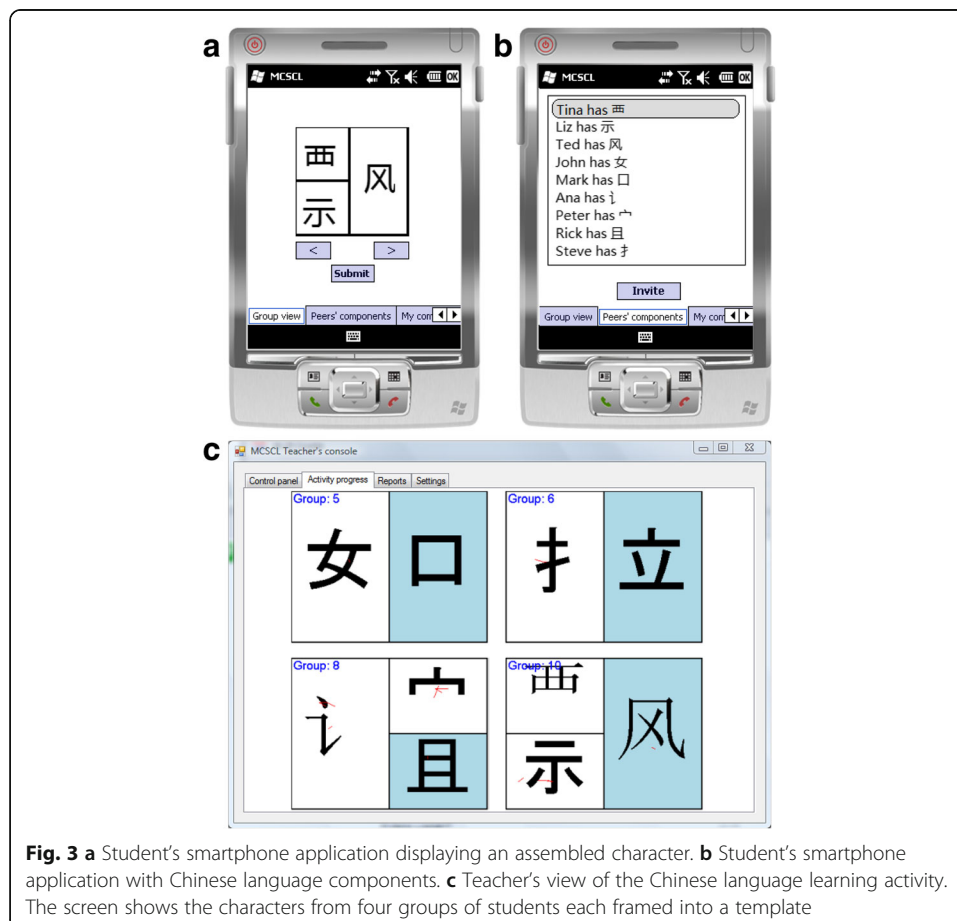 a
MCSCL
OK
西
风
示
<
>
Submit
Group view
Peers' components
My com
b
MCSCL
OK
Tina has 覀
Liz has 示
Ted has 风
John has 女
Mark has 口
Ana has 讠
Peter has 宀
Rick has 且
Steve has 扌
Invite
Group view
Peers' components
My com
c
MCSCL Teacher's console
Control panel
Activity progress
Reports
Settings
Group: 5
女
口
Group: 6
扌
立
Group: 8
讠
宀
且
Group: 10
覀
示
风
Fig. 3 a Student's smartphone application displaying an assembled character. b Student's smartphone
application with Chinese language components. c Teacher's view of the Chinese language learning activity.
The screen shows the characters from four groups of students each framed into a template